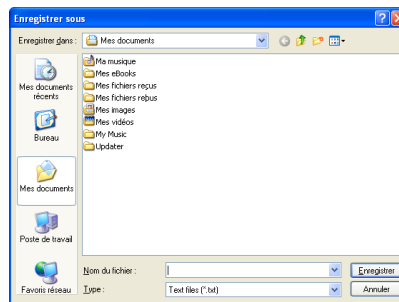 Enregistrer sous
Enregistrer dans : Mes documents
Mes documents récents
Bureau
Mes documents
Poste de travail
Favoris réseau
Ma musique
Mes eBooks
Mes fichiers reçus
Mes fichiers rebus
Mes images
Mes vidéos
My Music
Updater
Nom du fichier :
Enregistrer
Type : Text files (*.txt)
Annuler